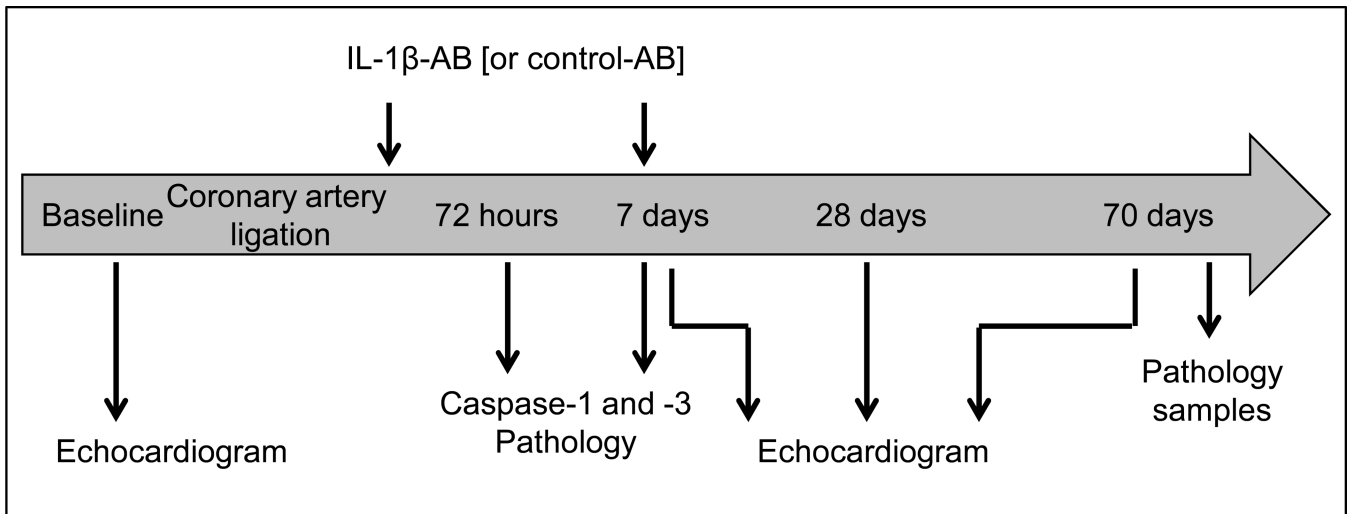 IL-1β-AB [or control-AB]
Baseline
Coronary artery
ligation
72 hours
7 days
28 days
70 days
Echocardiogram
Caspase-1 and -3
Pathology
Echocardiogram
Pathology
samples